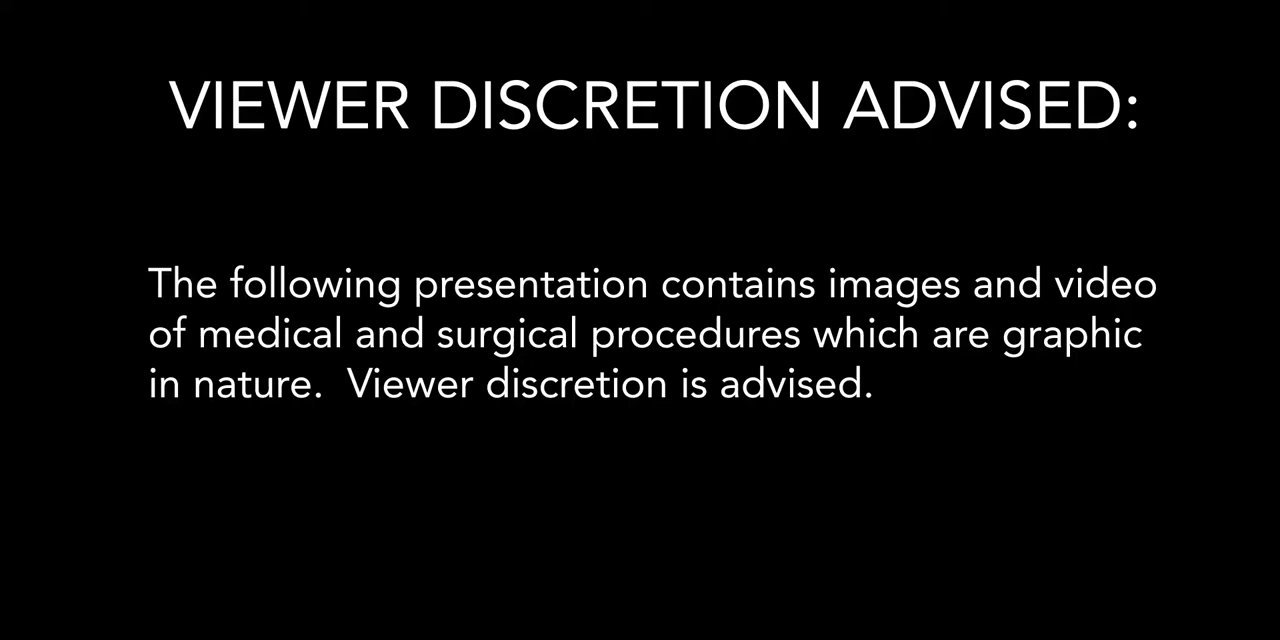 VIEWER DISCRETION ADVISED:
The following presentation contains images and video
of medical and surgical procedures which are graphic
in nature.  Viewer discretion is advised.